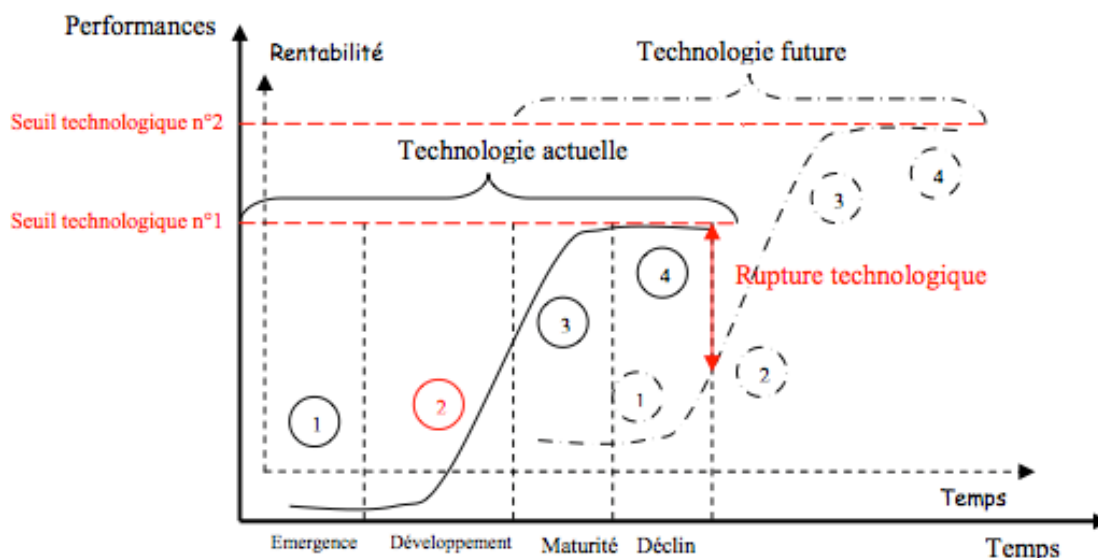 Performances
Rentabilité
Technologie future
Seuil technologique n°2
Technologie actuelle
Seuil technologique n°1
3
4
4
Rupture technologique
3
2
1
2
1
Temps
Emergence Développement Maturité Déclin
Temps